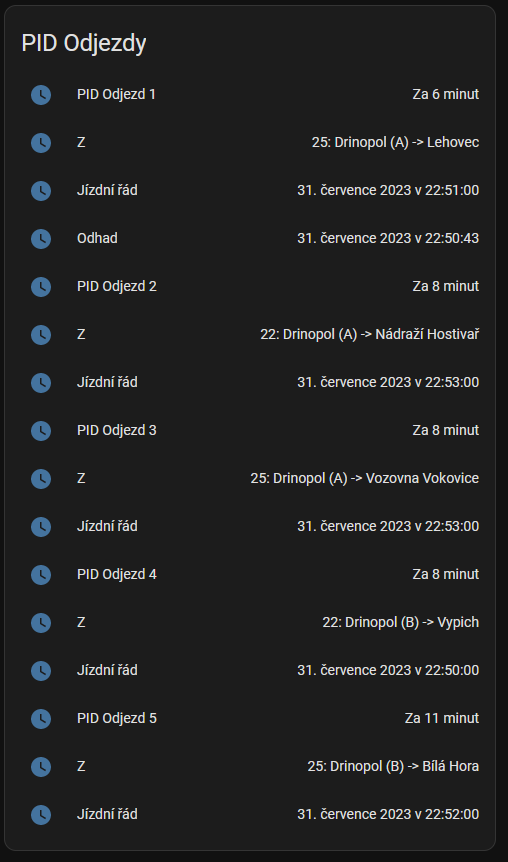 PID Odjezdy
PID Odjezd 1 Za 6 minut
Z 25: Drinopol (A) -> Lehovec
Jízdní řád 31. července 2023 v 22:51:00
Odhad 31. července 2023 v 22:50:43
PID Odjezd 2 Za 8 minut
Z 22: Drinopol (A) -> Nádraží Hostivař
Jízdní řád 31. července 2023 v 22:53:00
PID Odjezd 3 Za 8 minut
Z 25: Drinopol (A) -> Vozovna Vokovice
Jízdní řád 31. července 2023 v 22:53:00
PID Odjezd 4 Za 8 minut
Z 22: Drinopol (B) -> Vypich
Jízdní řád 31. července 2023 v 22:50:00
PID Odjezd 5 Za 11 minut
Z 25: Drinopol (B) -> Bílá Hora
Jízdní řád 31. července 2023 v 22:52:00